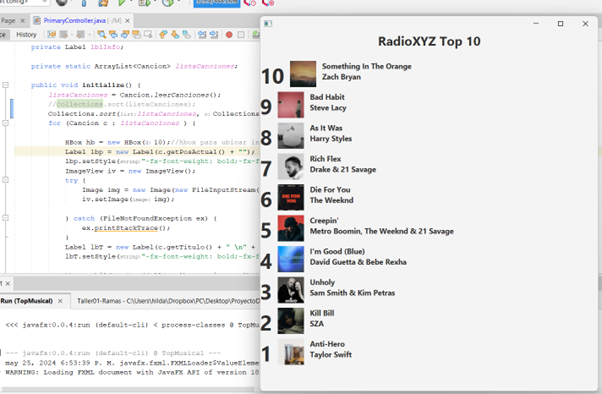 Page
PrimaryController.java [-/M]
History
private Label lblInfo;
private static ArrayList<Cancion> listaCanciones;
public void initialize() {
listaCanciones = Cancion.leerCanciones();
//Collections.sort(listaCanciones);
Collections.sort(listaCanciones,
for (Cancion c : listaCanciones ) {
HBox hb = new HBox(10);//hbox para ubicar in
Label lbp = new Label(c.getPosActual() + "");
lbp.setStyle("-fx-font-weight: bold;-fx-f
ImageView iv = new ImageView();
try {
Image img = new Image(new FileInputStream(
iv.setImage(img);
} catch (FileNotFoundException ex) {
ex.printStackTrace();
}
Label lbT = new Label(c.getTitulo() + " \n" +
lbT.setStyle("-fx-font-weight: bold;-fx-f
Run (TopMusical)
Taller01-Ramas - C:\Users\hilda\Dropbox\PC\Desktop\ProyectoD
<<< javafx:0.0.4:run (default-cli) < process-classes @ TopMusical <<<
--- javafx:0.0.4:run (default-cli) @ TopMusical ---
may 25, 2024 6:53:39 P. M. javafx.fxml.FXMLLoader$ValueElem
WARNING: Loading FXML document with JavaFX API of version 18
RadioXYZ Top 10
10 Something In The Orange
Zach Bryan
9 Bad Habit
Steve Lacy
8 As It Was
Harry Styles
7 Rich Flex
Drake & 21 Savage
6 Die For You
The Weeknd
5 Creepin'
Metro Boomin, The Weeknd & 21 Savage
4 I'm Good (Blue)
David Guetta & Bebe Rexha
3 Unholy
Sam Smith & Kim Petras
2 Kill Bill
SZA
1 Anti-Hero
Taylor Swift